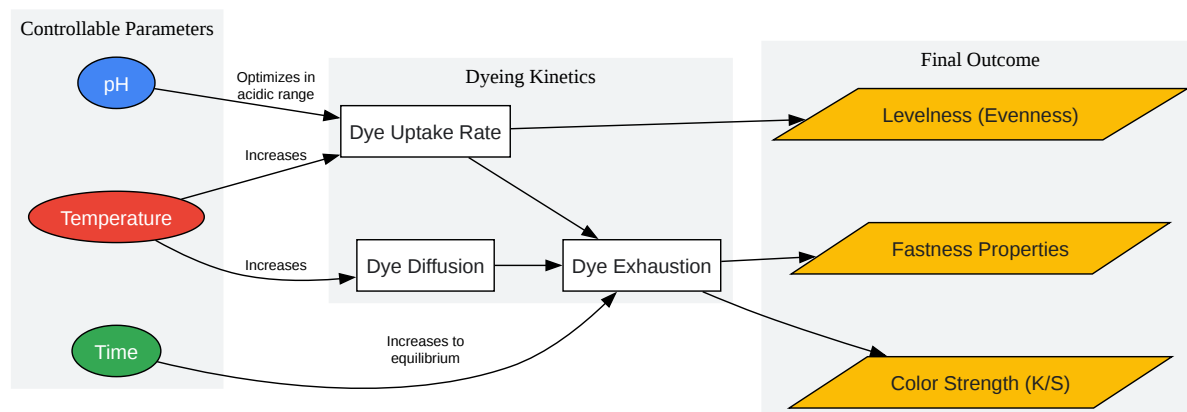 Controllable Parameters
pH
Temperature
Time
Optimizes in
acidic range
Increases
Increases
Increases to
equilibrium
Dyeing Kinetics
Dye Uptake Rate
Dye Diffusion
Dye Exhaustion
Final Outcome
Levelness (Evenness)
Fastness Properties
Color Strength (K/S)